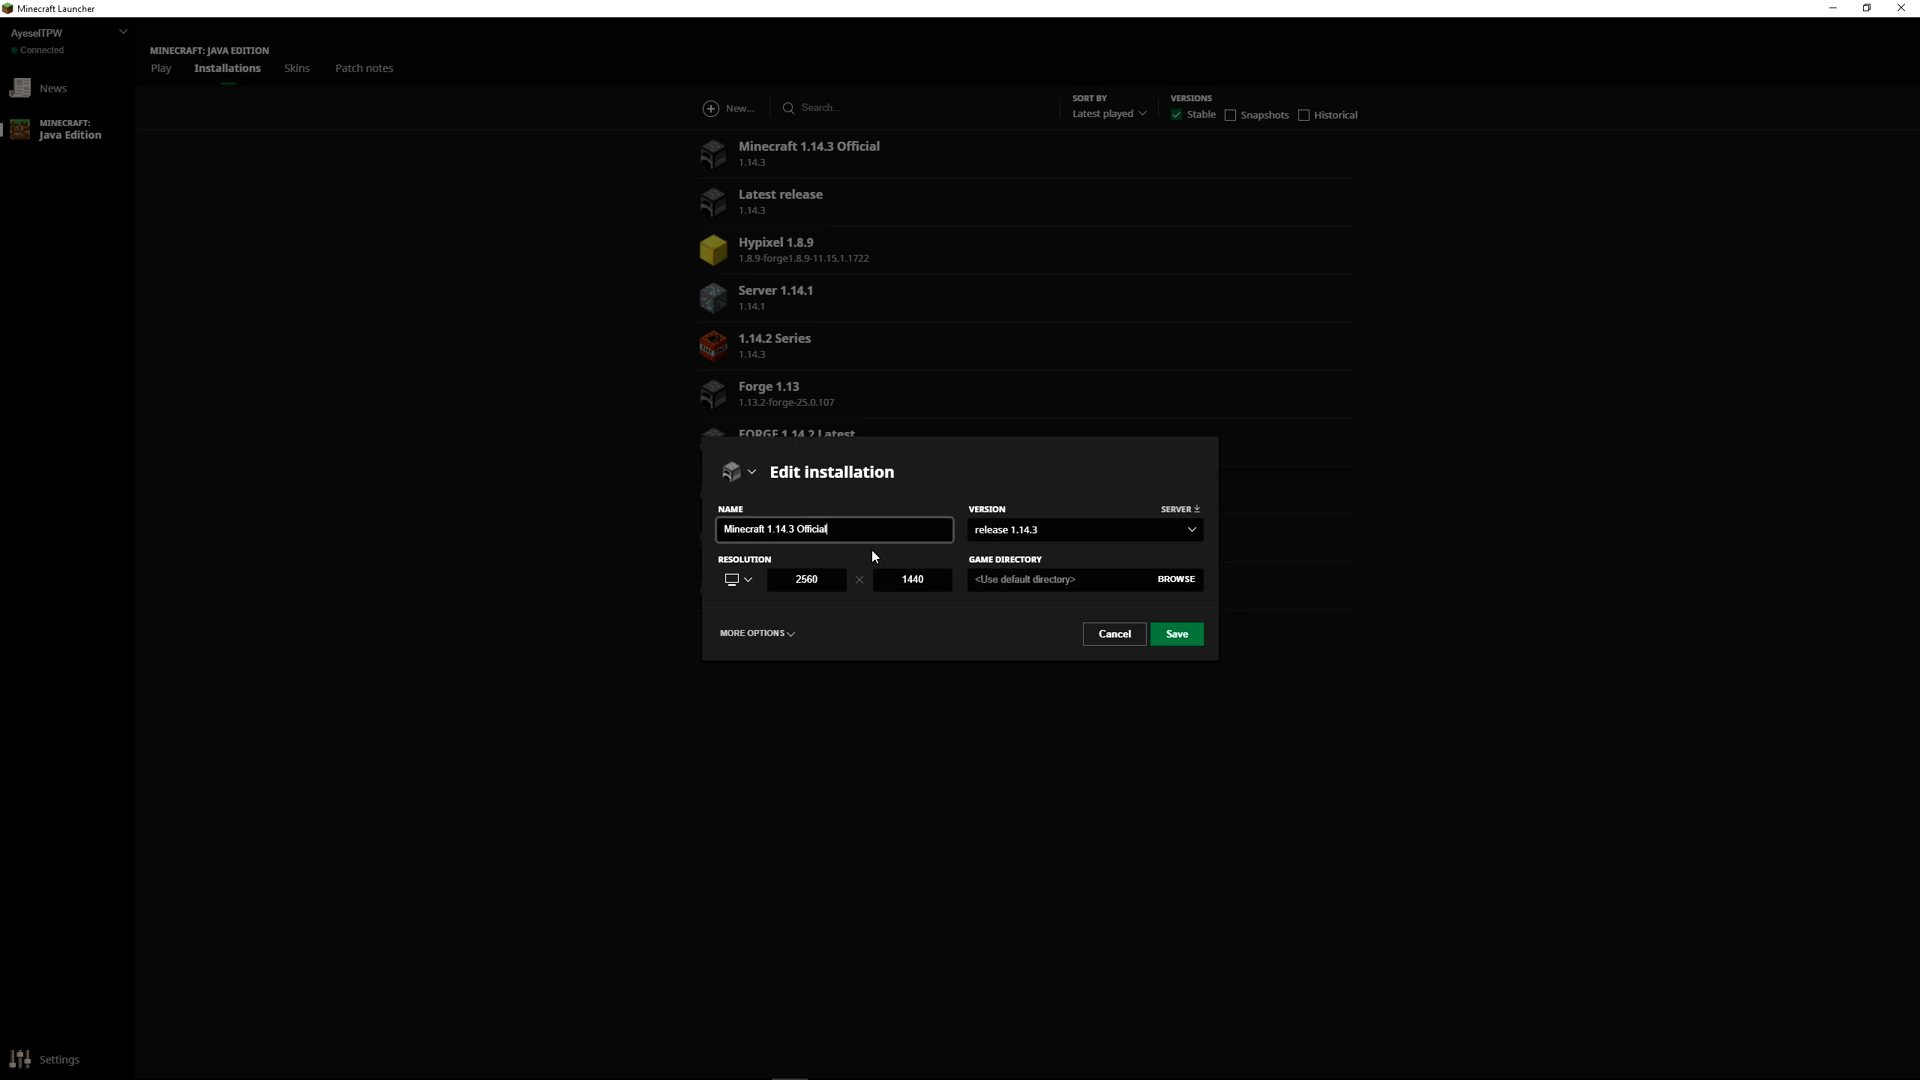 Minecraft Launcher
AyeselTPW
Connected
News
MINECRAFT:
Java Edition
Settings
MINECRAFT: JAVA EDITION
Play Installations Skins Patch notes
New... Search...
SORT BY
Latest played
VERSIONS
Stable Snapshots Historical
Minecraft 1.14.3 Official
1.14.3
Latest release
1.14.3
Hypixel 1.8.9
1.8.9-forge1.8.9-11.15.1.1722
Server 1.14.1
1.14.1
1.14.2 Series
1.14.3
Forge 1.13
1.13.2-forge-25.0.107
FORGE 1.14.2 Latest
Edit installation
NAME
Minecraft 1.14.3 Official
VERSION SERVER
release 1.14.3
RESOLUTION
2560 1440
GAME DIRECTORY
<Use default directory> BROWSE
MORE OPTIONS
Cancel Save